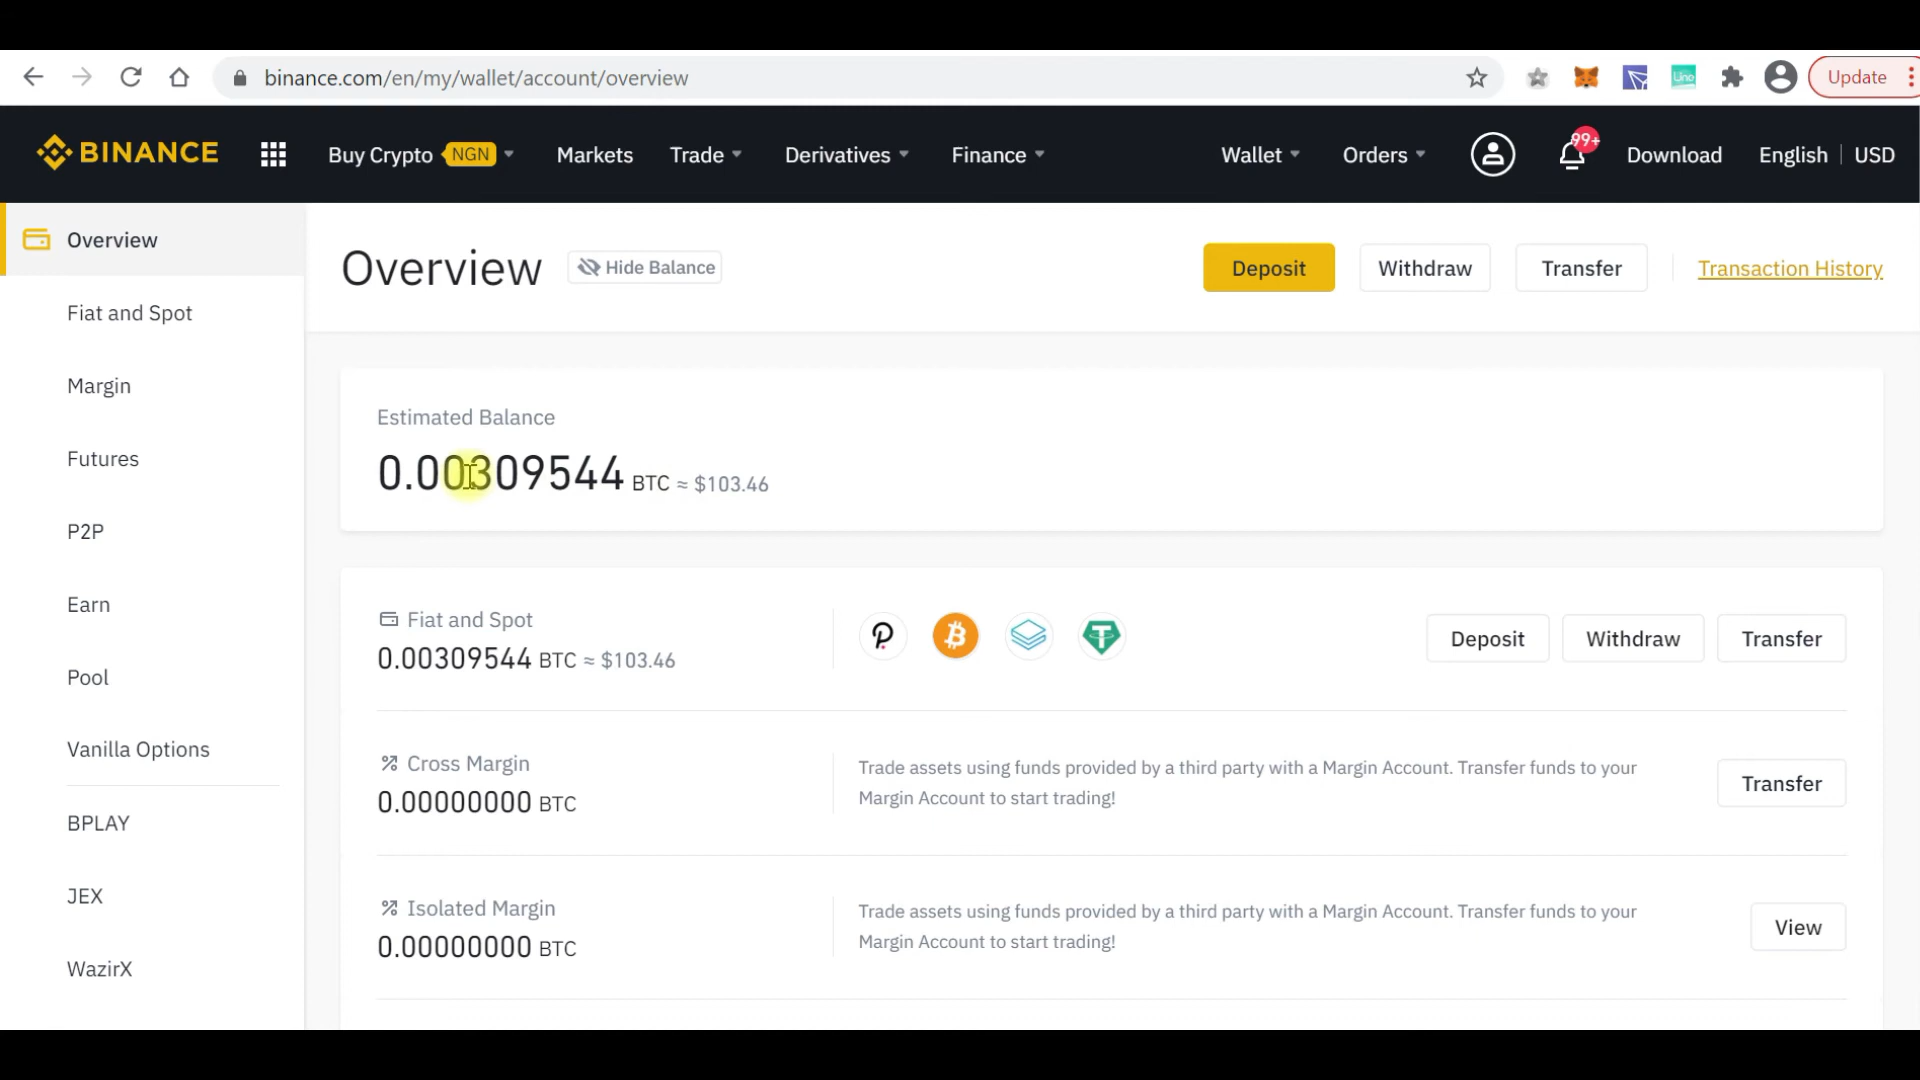 binance.com/en/my/wallet/account/overview
Uno
Update
BINANCE
Buy Crypto NGN Markets Trade Derivatives Finance Wallet Orders 99+ Download English USD
Overview
Fiat and Spot
Margin
Futures
P2P
Earn
Pool
Vanilla Options
BPLAY
JEX
WazirX
Overview Hide Balance Deposit Withdraw Transfer Transaction History
Estimated Balance
0.00309544 BTC ≈ $103.46
Fiat and Spot
0.00309544 BTC ≈ $103.46
Deposit Withdraw Transfer
Cross Margin
0.00000000 BTC
Trade assets using funds provided by a third party with a Margin Account. Transfer funds to your
Margin Account to start trading!
Transfer
Isolated Margin
0.00000000 BTC
Trade assets using funds provided by a third party with a Margin Account. Transfer funds to your
Margin Account to start trading!
View